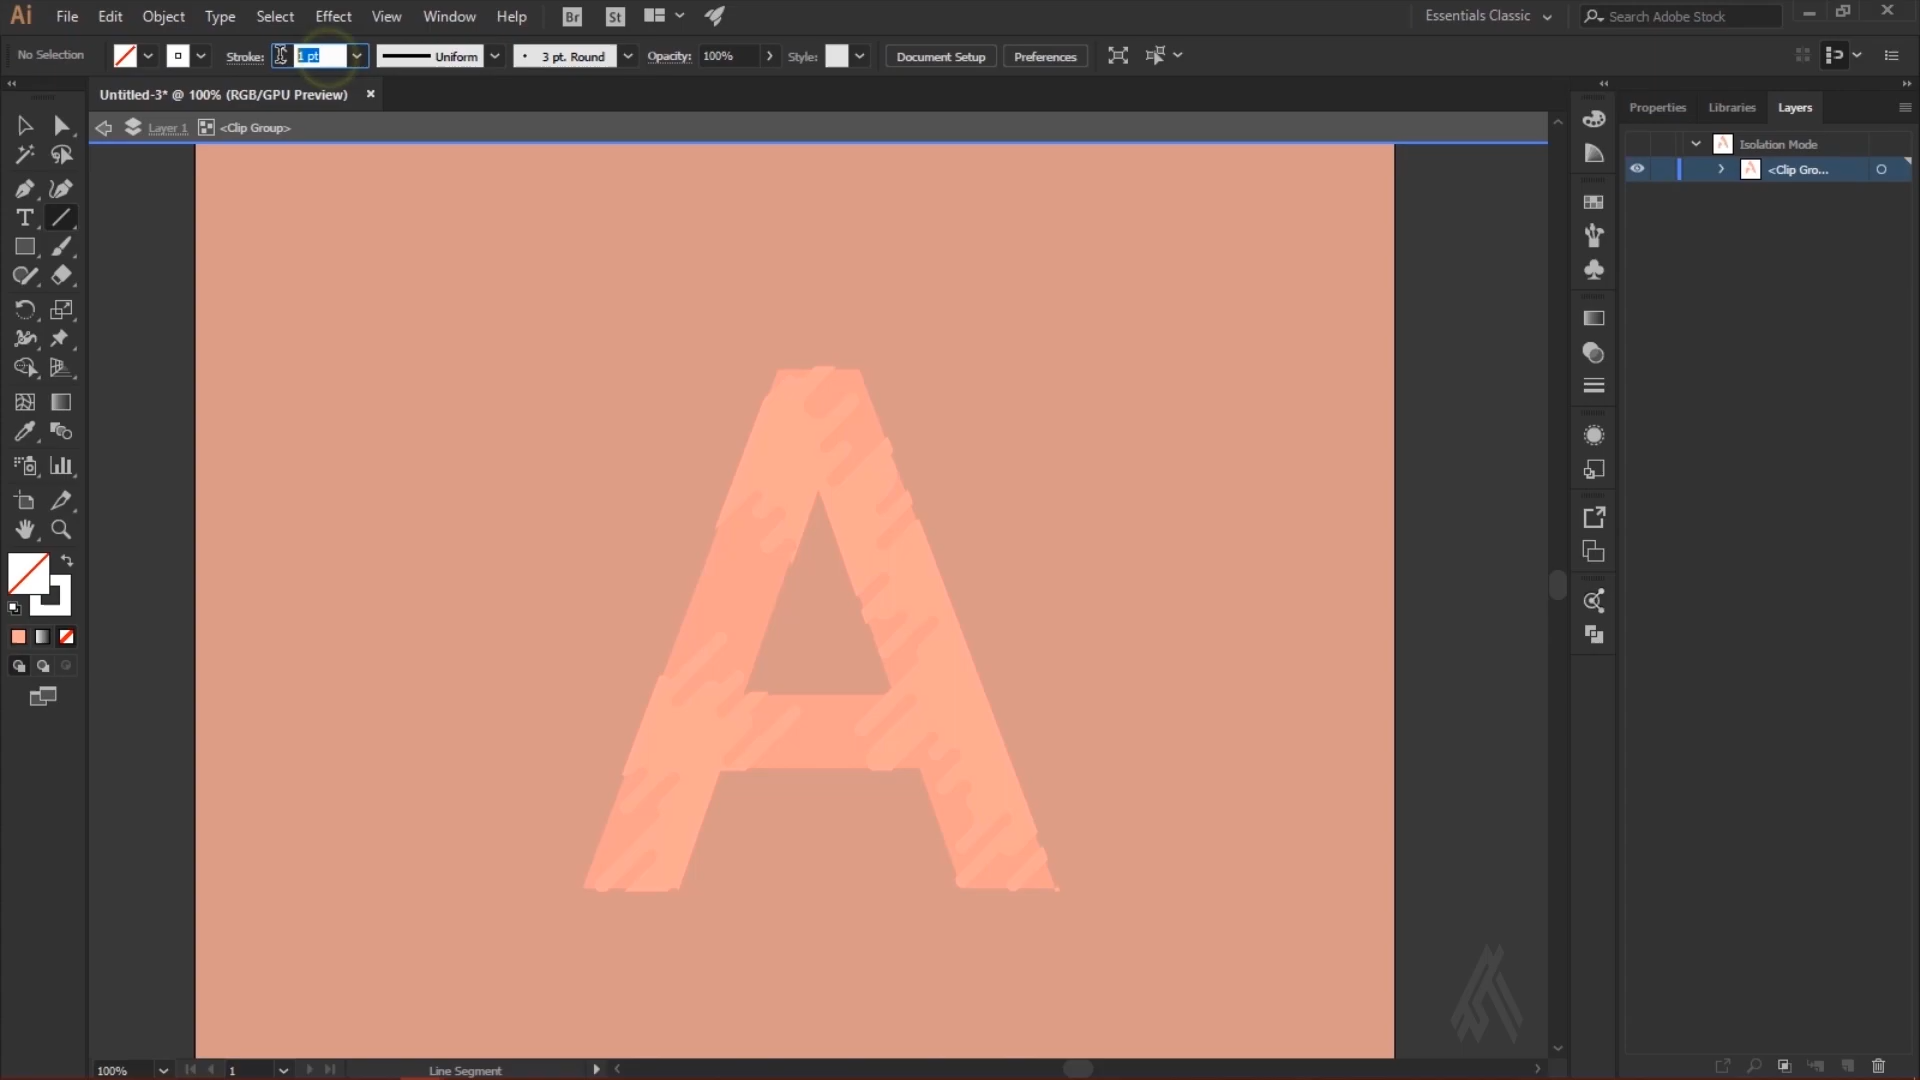 Ai File Edit Object Type Select Effect View Window Help Br St Essentials Classic Search Adobe Stock
No Selection Stroke: 1 pt Uniform 3 pt. Round Opacity: 100% Style: Document Setup Preferences
Untitled-3* @ 100% (RGB/GPU Preview)
Properties Libraries Layers
Layer 1 <Clip Group>
Isolation Mode
<Clip Gro...
A
100% 1 Line Segment